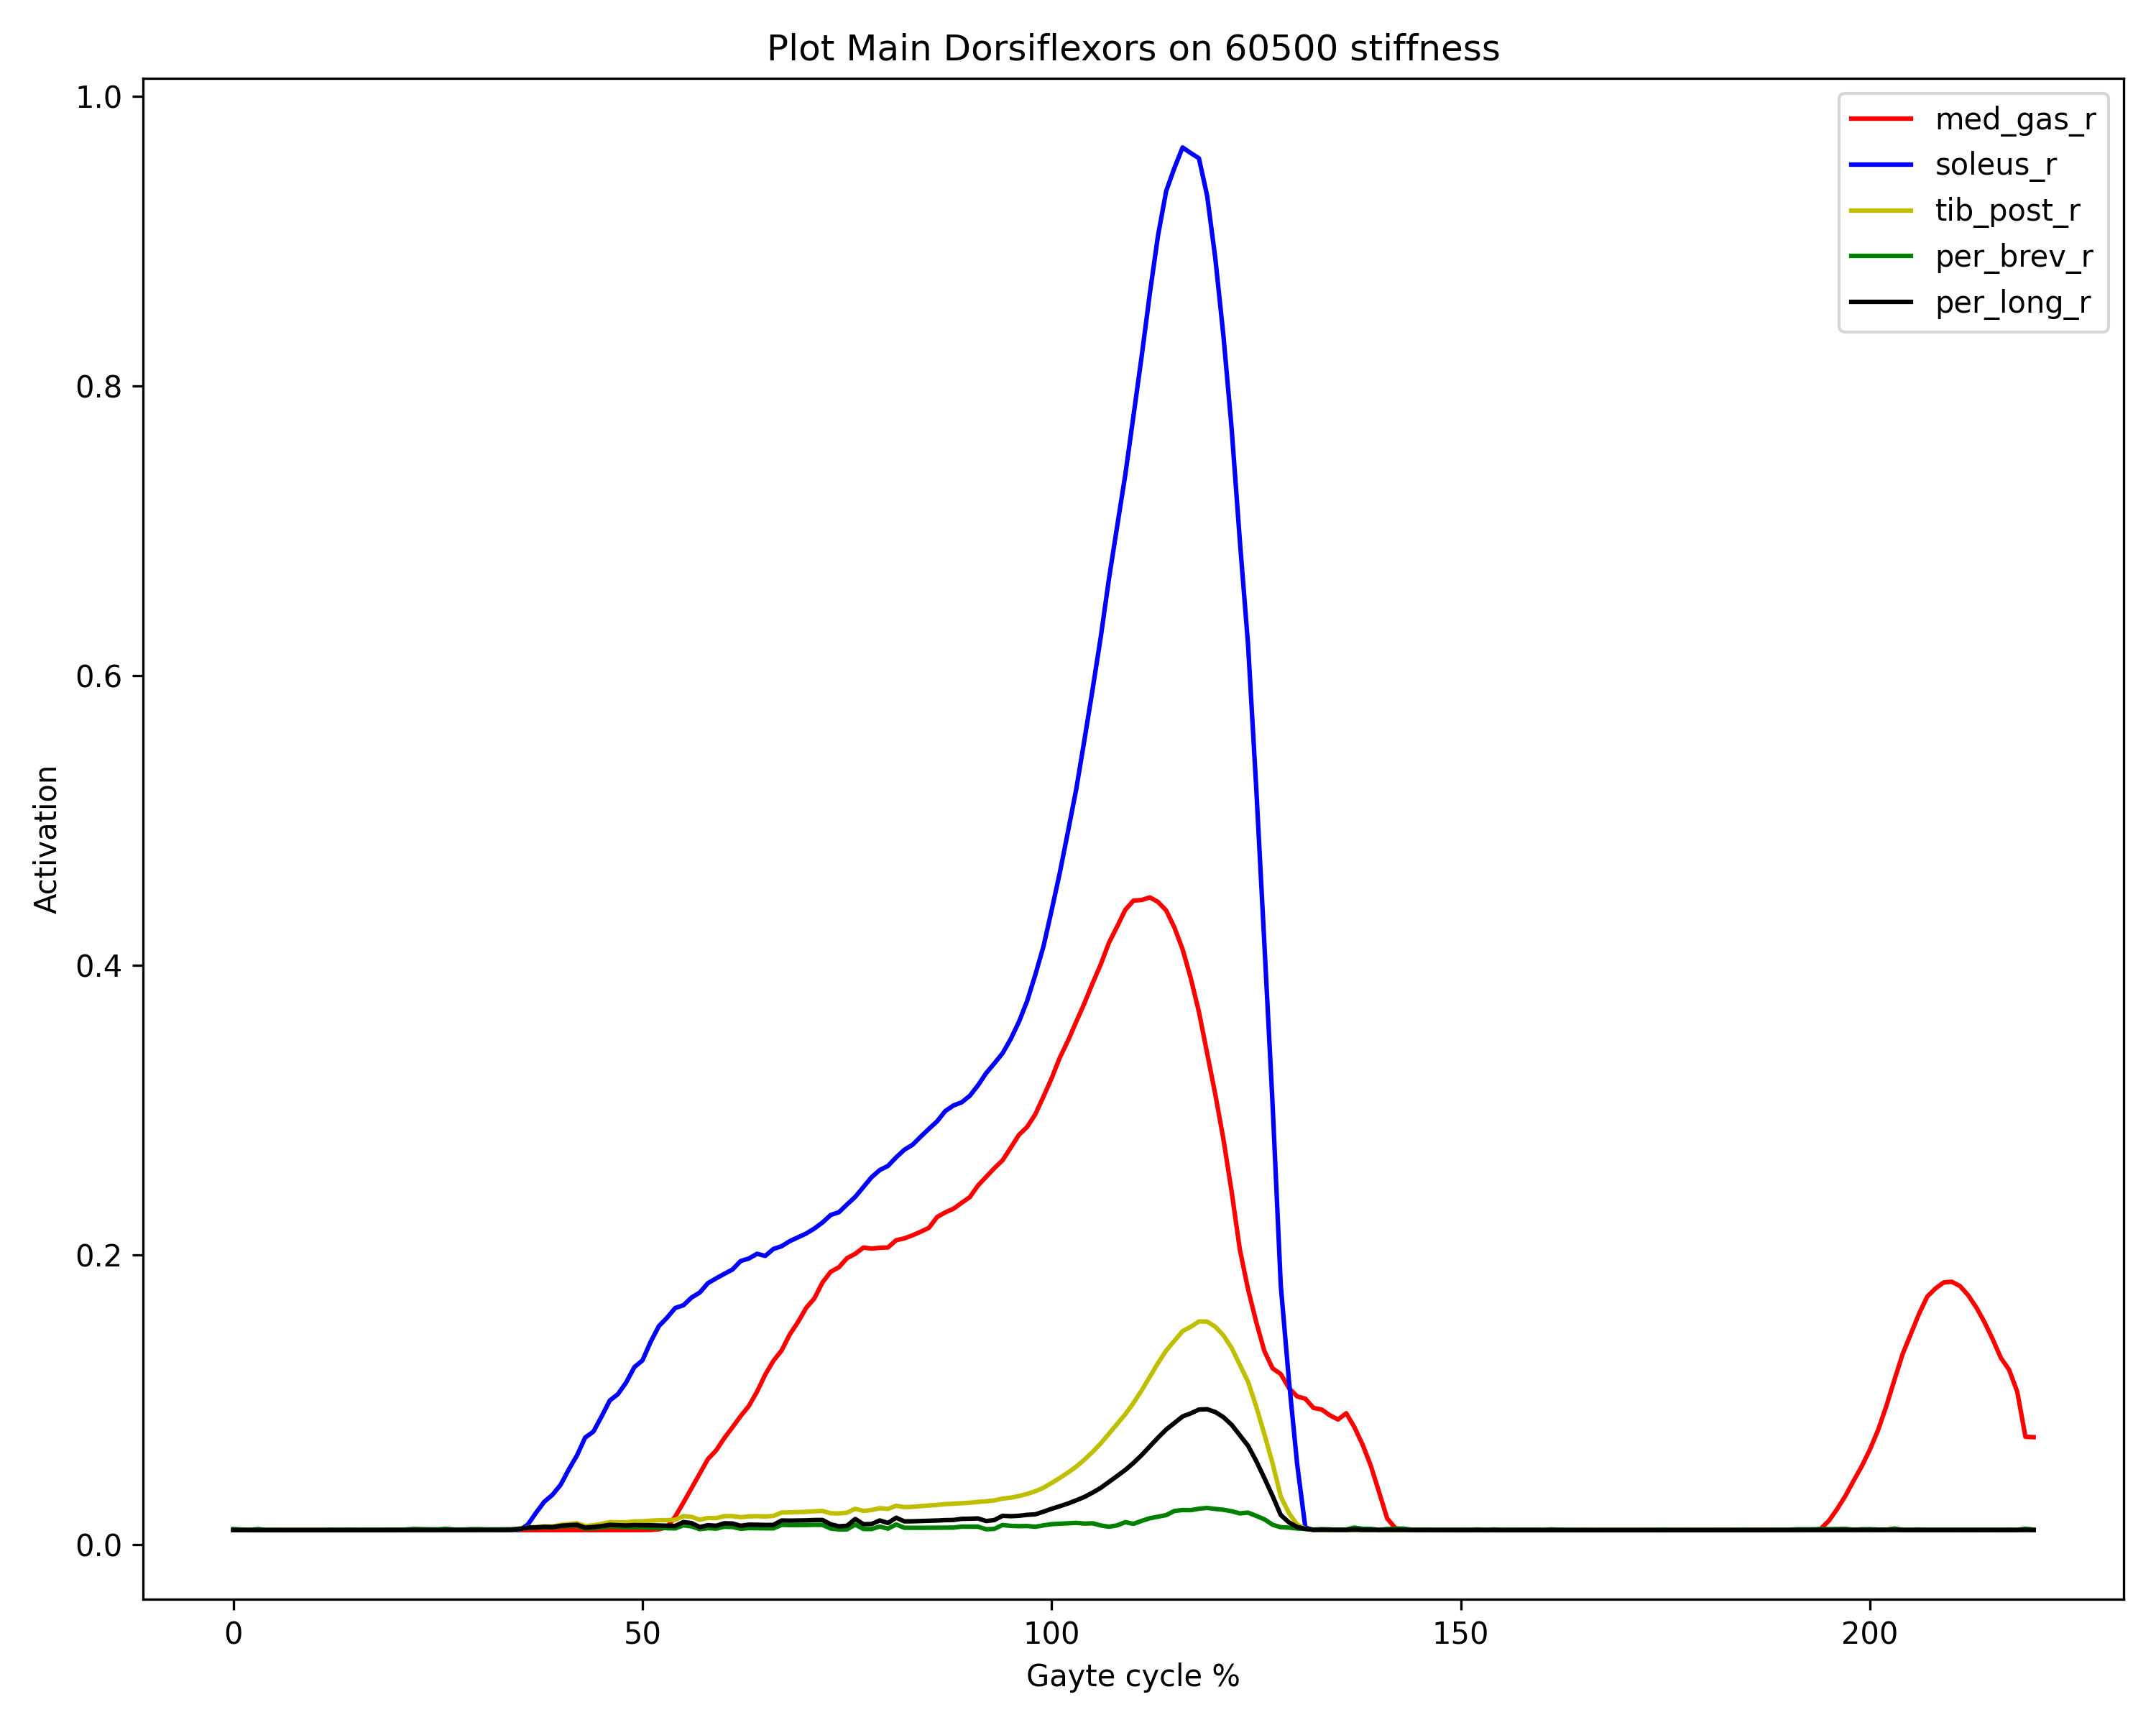 Plot Main Dorsiflexors on 60500 stiffness
1.0
0.8
0.6
0.4
0.2
0.0
Activation
med_gas_r
soleus_r
tib_post_r
per_brev_r
per_long_r
0 50 100 150 200
Gayte cycle %